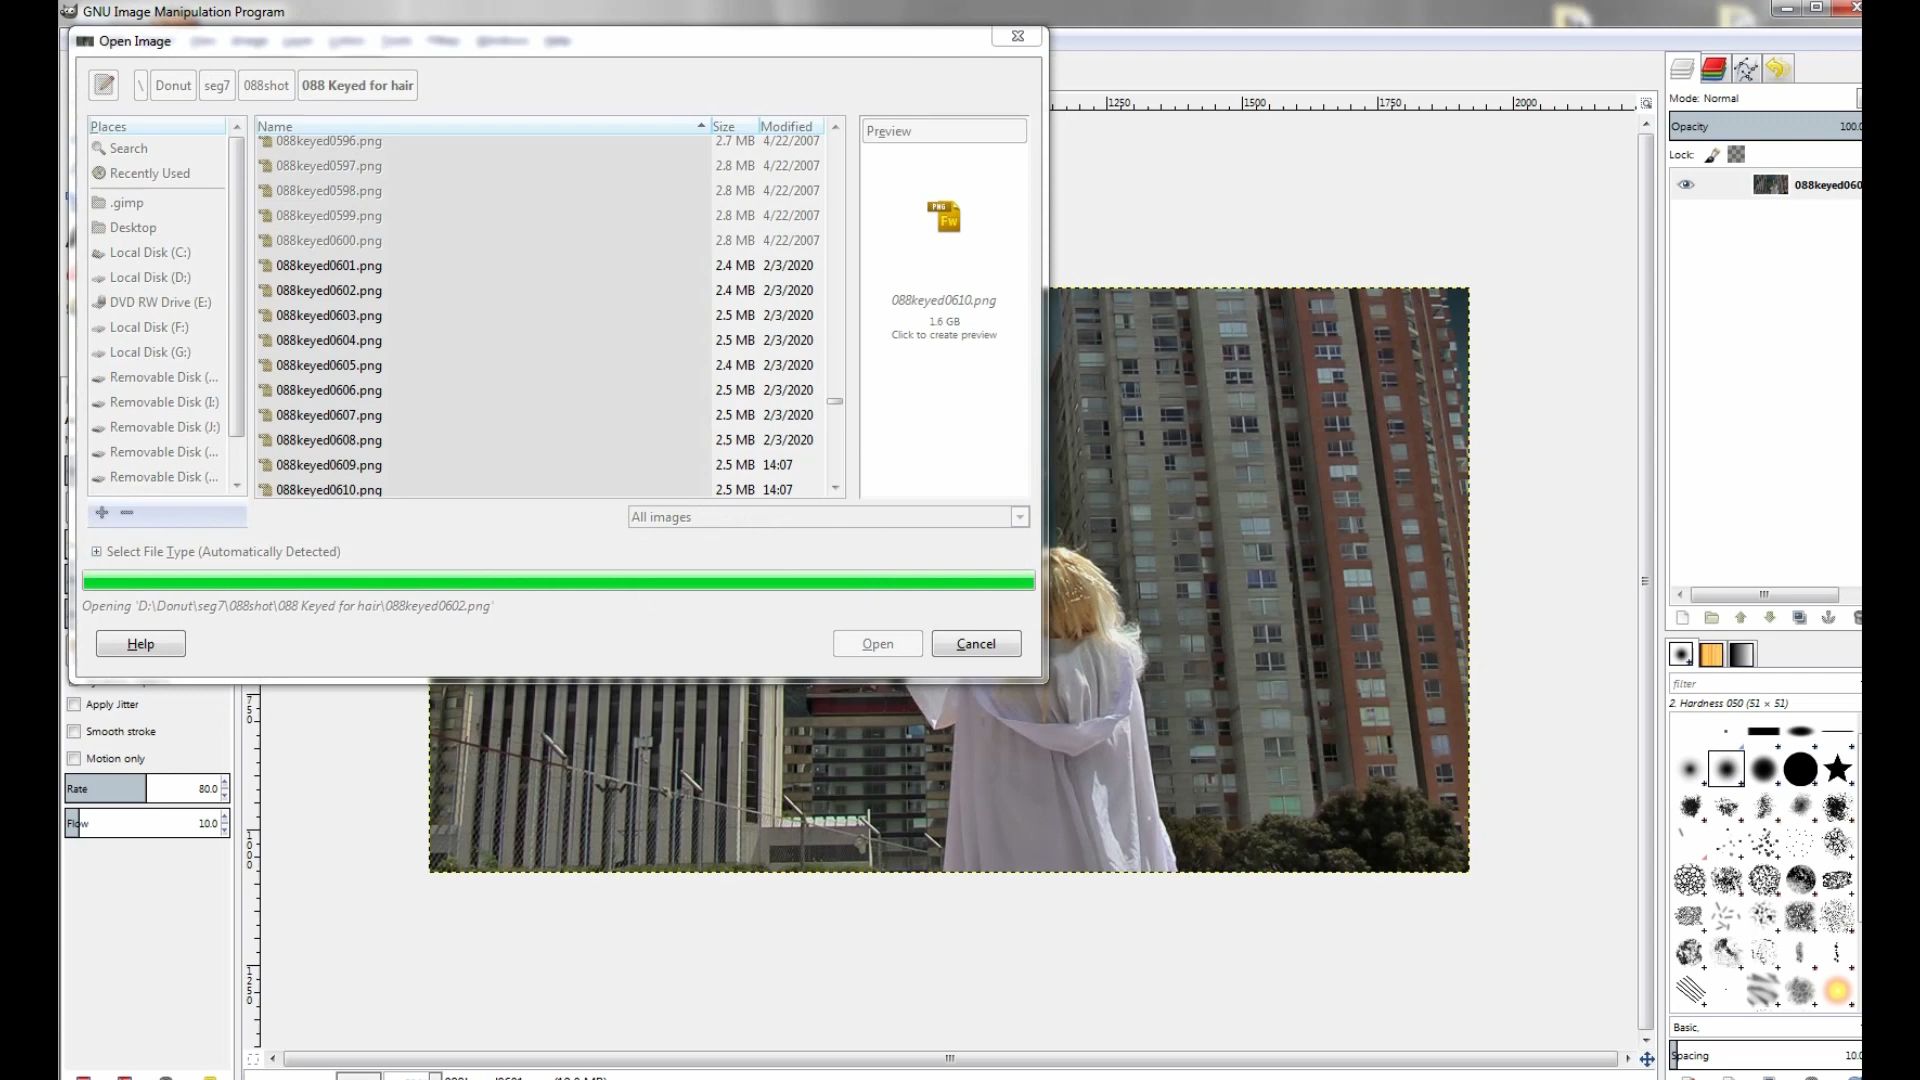 GNU Image Manipulation Program
Open Image
\ Donut seg7 088shot 088 Keyed for hair
Places
Search
Recently Used
.gimp
Desktop
Local Disk (C:)
Local Disk (D:)
DVD RW Drive (E:)
Local Disk (F:)
Local Disk (G:)
Removable Disk (...
Removable Disk (I:)
Removable Disk (J:)
Removable Disk (...
Removable Disk (...
Name Size Modified
088keyed0596.png 2.7 MB 4/22/2007
088keyed0597.png 2.8 MB 4/22/2007
088keyed0598.png 2.8 MB 4/22/2007
088keyed0599.png 2.8 MB 4/22/2007
088keyed0600.png 2.8 MB 4/22/2007
088keyed0601.png 2.4 MB 2/3/2020
088keyed0602.png 2.4 MB 2/3/2020
088keyed0603.png 2.5 MB 2/3/2020
088keyed0604.png 2.5 MB 2/3/2020
088keyed0605.png 2.4 MB 2/3/2020
088keyed0606.png 2.5 MB 2/3/2020
088keyed0607.png 2.5 MB 2/3/2020
088keyed0608.png 2.5 MB 2/3/2020
088keyed0609.png 2.5 MB 14:07
088keyed0610.png 2.5 MB 14:07
Preview
PNG
Fw
088keyed0610.png
1.6 GB
Click to create preview
All images
Select File Type (Automatically Detected)
Opening 'D:\Donut\seg7\088shot\088 Keyed for hair\088keyed0602.png'
Help
Open
Cancel
1250 1500 1750 2000
750
1000
1250
Apply Jitter
Smooth stroke
Motion only
Rate 80.0
Flow 10.0
Mode: Normal
Opacity 100.0
Lock:
088keyed060
filter
2. Hardness 050 (51 × 51)
Basic,
Spacing 10.0